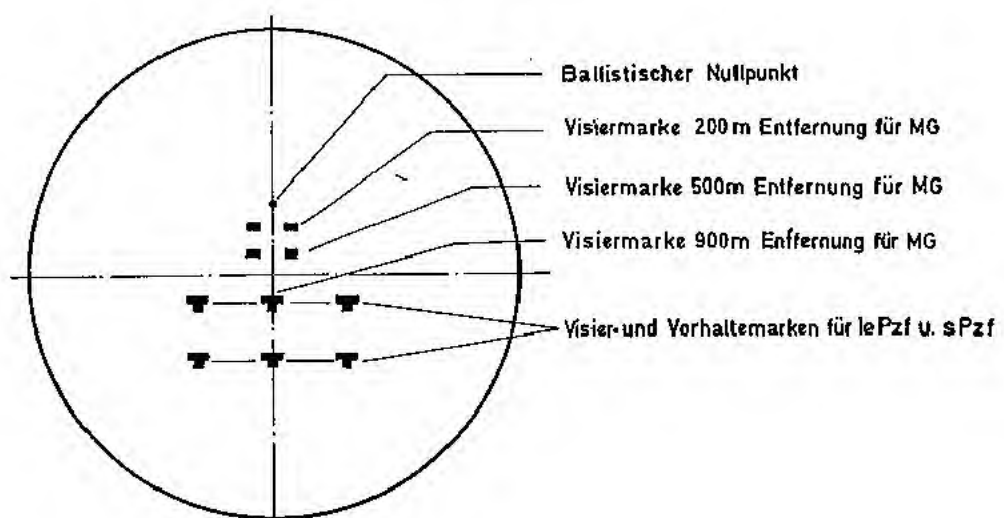 Ballistischer Nullpunkt
Visiermarke 200 m Entfernung für MG
Visiermarke 500m Entfernung für MG
Visiermarke 900m Entfernung für MG
Visier- und Vorhaltemarken für lePzf u. sPzf